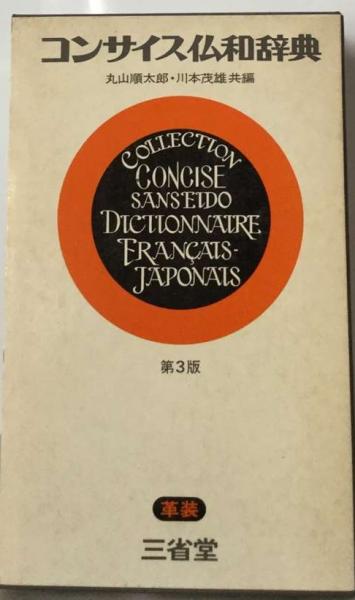 コンサイス仏和辞典
丸山順太郎・川本茂雄 共編
COLLECTION
CONCISE
SANSEIDO
DICTIONNAIRE
FRANÇAIS-
JAPONAIS
第3版
革装
三省堂